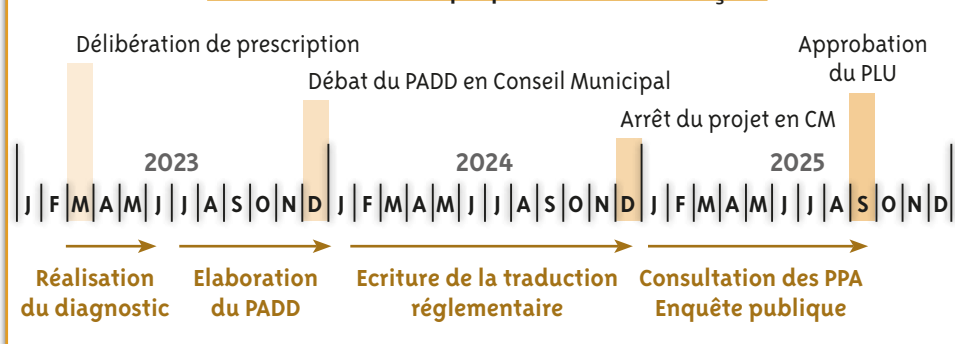 Délibération de prescription
Débat du PADD en Conseil Municipal
Arrêt du projet en CM
Approbation
du PLU
2023
2024
2025
J F M A M J J A S O N D J F M A M J J A S O N D J F M A M J J A S O N D
Réalisation
du diagnostic
Elaboration
du PADD
Ecriture de la traduction
réglementaire
Consultation des PPA
Enquête publique